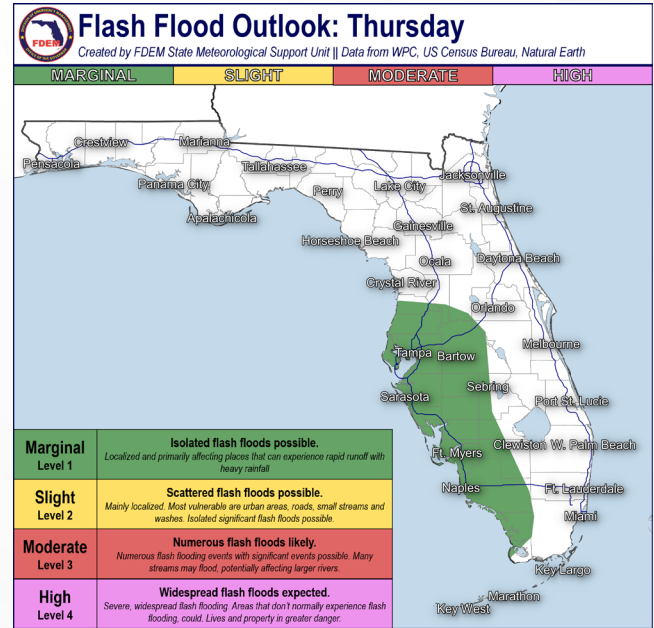 Flash Flood Outlook: Thursday
FDEM
Created by FDEM State Meteorological Support Unit || Data from WPC, US Census Bureau, Natural Earth
MARGINAL
SLIGHT
MODERATE
HIGH
Crestview
Marianna
Pensacola
Tallahassee
Jacksonville
Panama City
Perry
Lake City
Apalachicola
St. Augustine
Gainesville
Horseshoe Beach
Ocala
Daytona Beach
Crystal River
Orlando
Melbourne
Tampa
Bartow
Sebring
Sarasota
Port St. Lucie
Clewiston
W. Palm Beach
Ft. Myers
Naples
Ft. Lauderdale
Miami
Key Largo
Marathon
Key West
Marginal
Level 1
Isolated flash floods possible.
Localized and primarily affecting places that can experience rapid runoff with
heavy rainfall
Slight
Level 2
Scattered flash floods possible.
Mainly localized. Most vulnerable are urban areas, roads, small streams and
washes. Isolated significant flash floods possible.
Moderate
Level 3
Numerous flash floods likely.
Numerous flash flooding events with significant events possible. Many
streams may flood, potentially affecting larger rivers.
High
Level 4
Widespread flash floods expected.
Severe, widespread flash flooding. Areas that don't normally experience flash
flooding, could. Lives and property in greater danger.